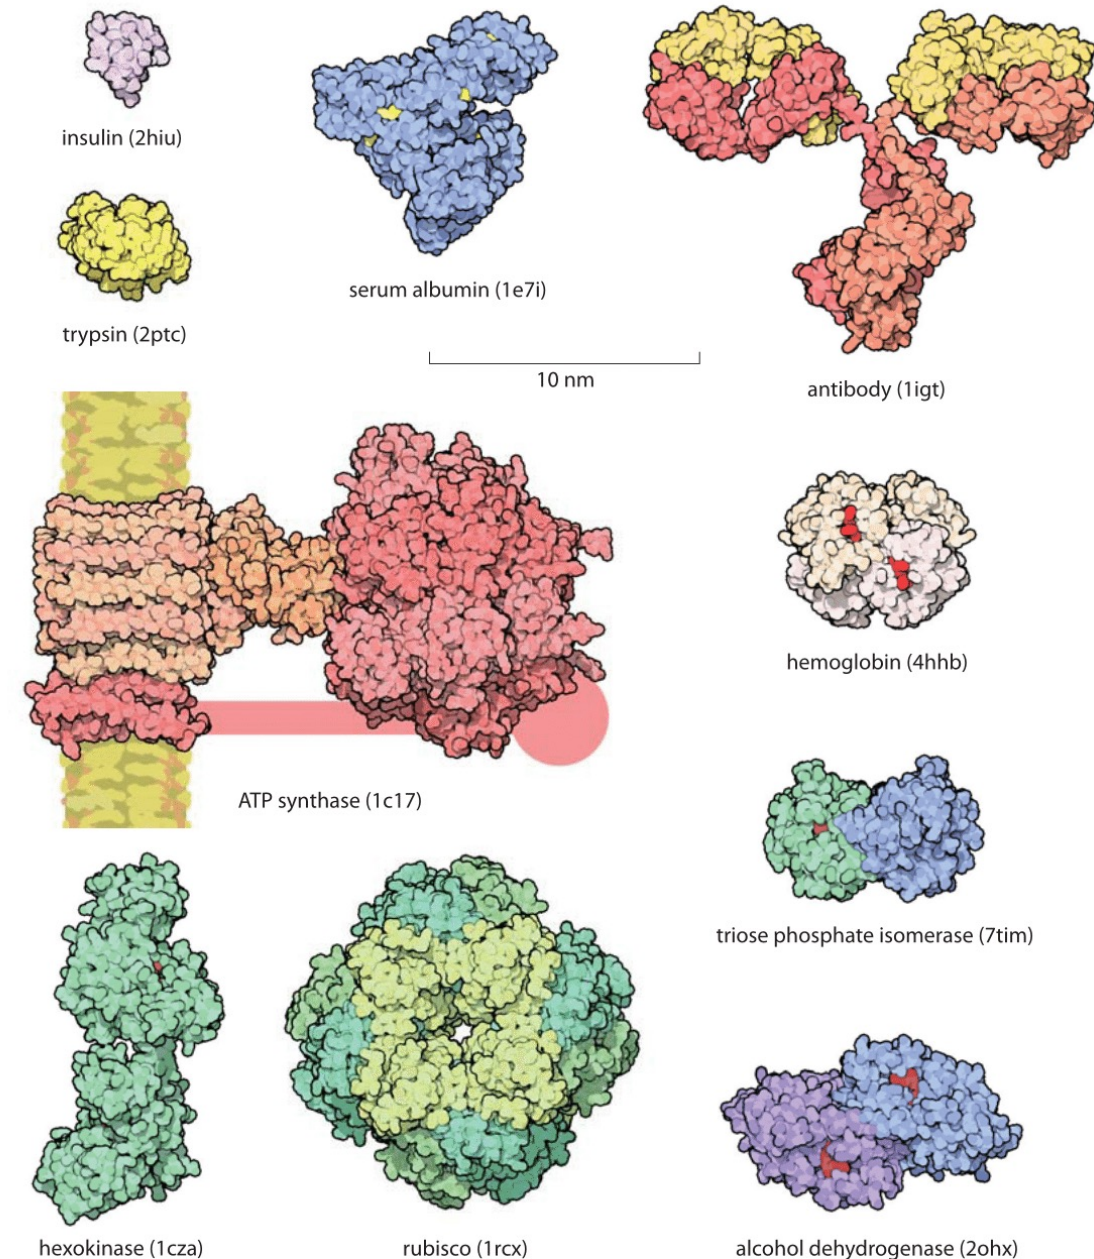 insulin (2hiu)
trypsin (2ptc)
serum albumin (1e7i)
10 nm
antibody (1igt)
hemoglobin (4hhb)
ATP synthase (1c17)
triose phosphate isomerase (7tim)
hexokinase (1cza)
rubisco (1rcx)
alcohol dehydrogenase (2ohx)